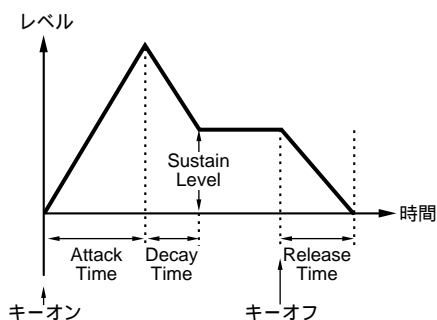 レベル
Sustain
Level
時間
Attack
Time
Decay
Time
Release
Time
キーオン
キーオフ